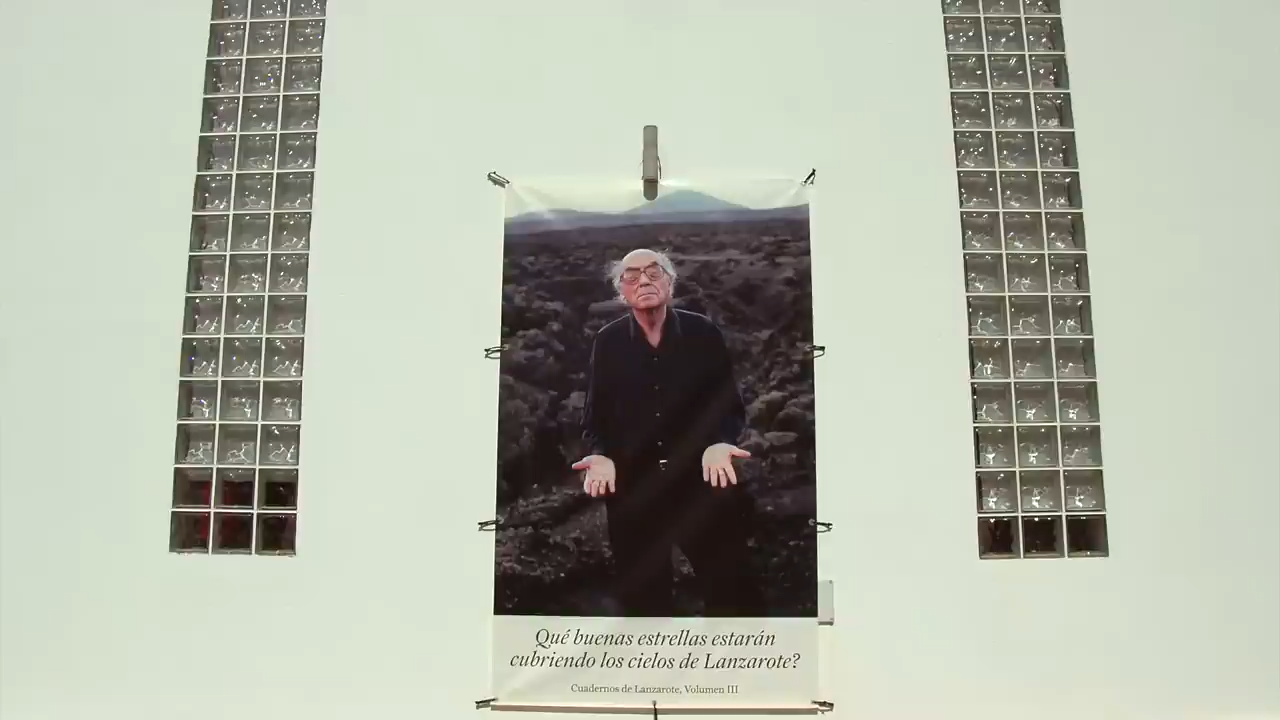 Qué buenas estrellas estarán
cubriendo los cielos de Lanzarote?
Cuadernos de Lanzarote, Volumen III